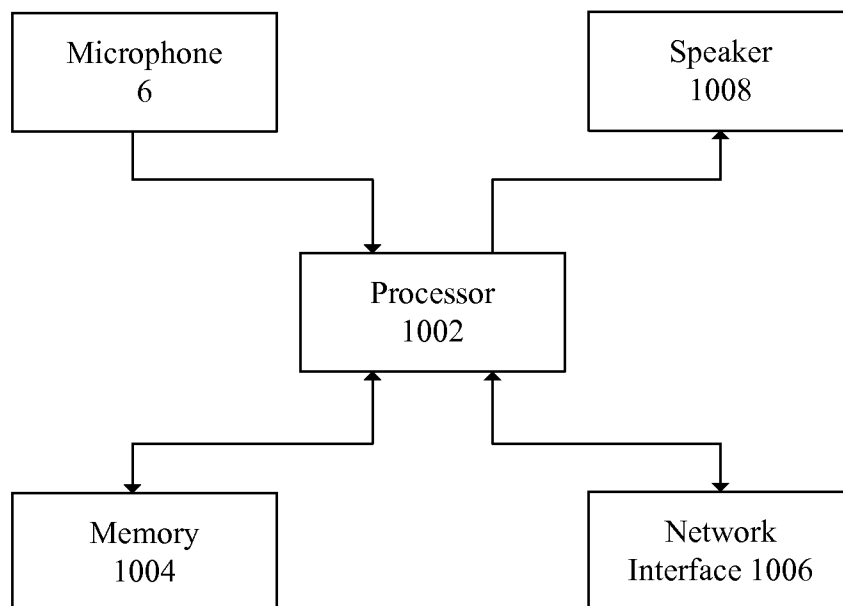 Microphone
6
Speaker
1008
Processor
1002
Memory
1004
Network
Interface 1006